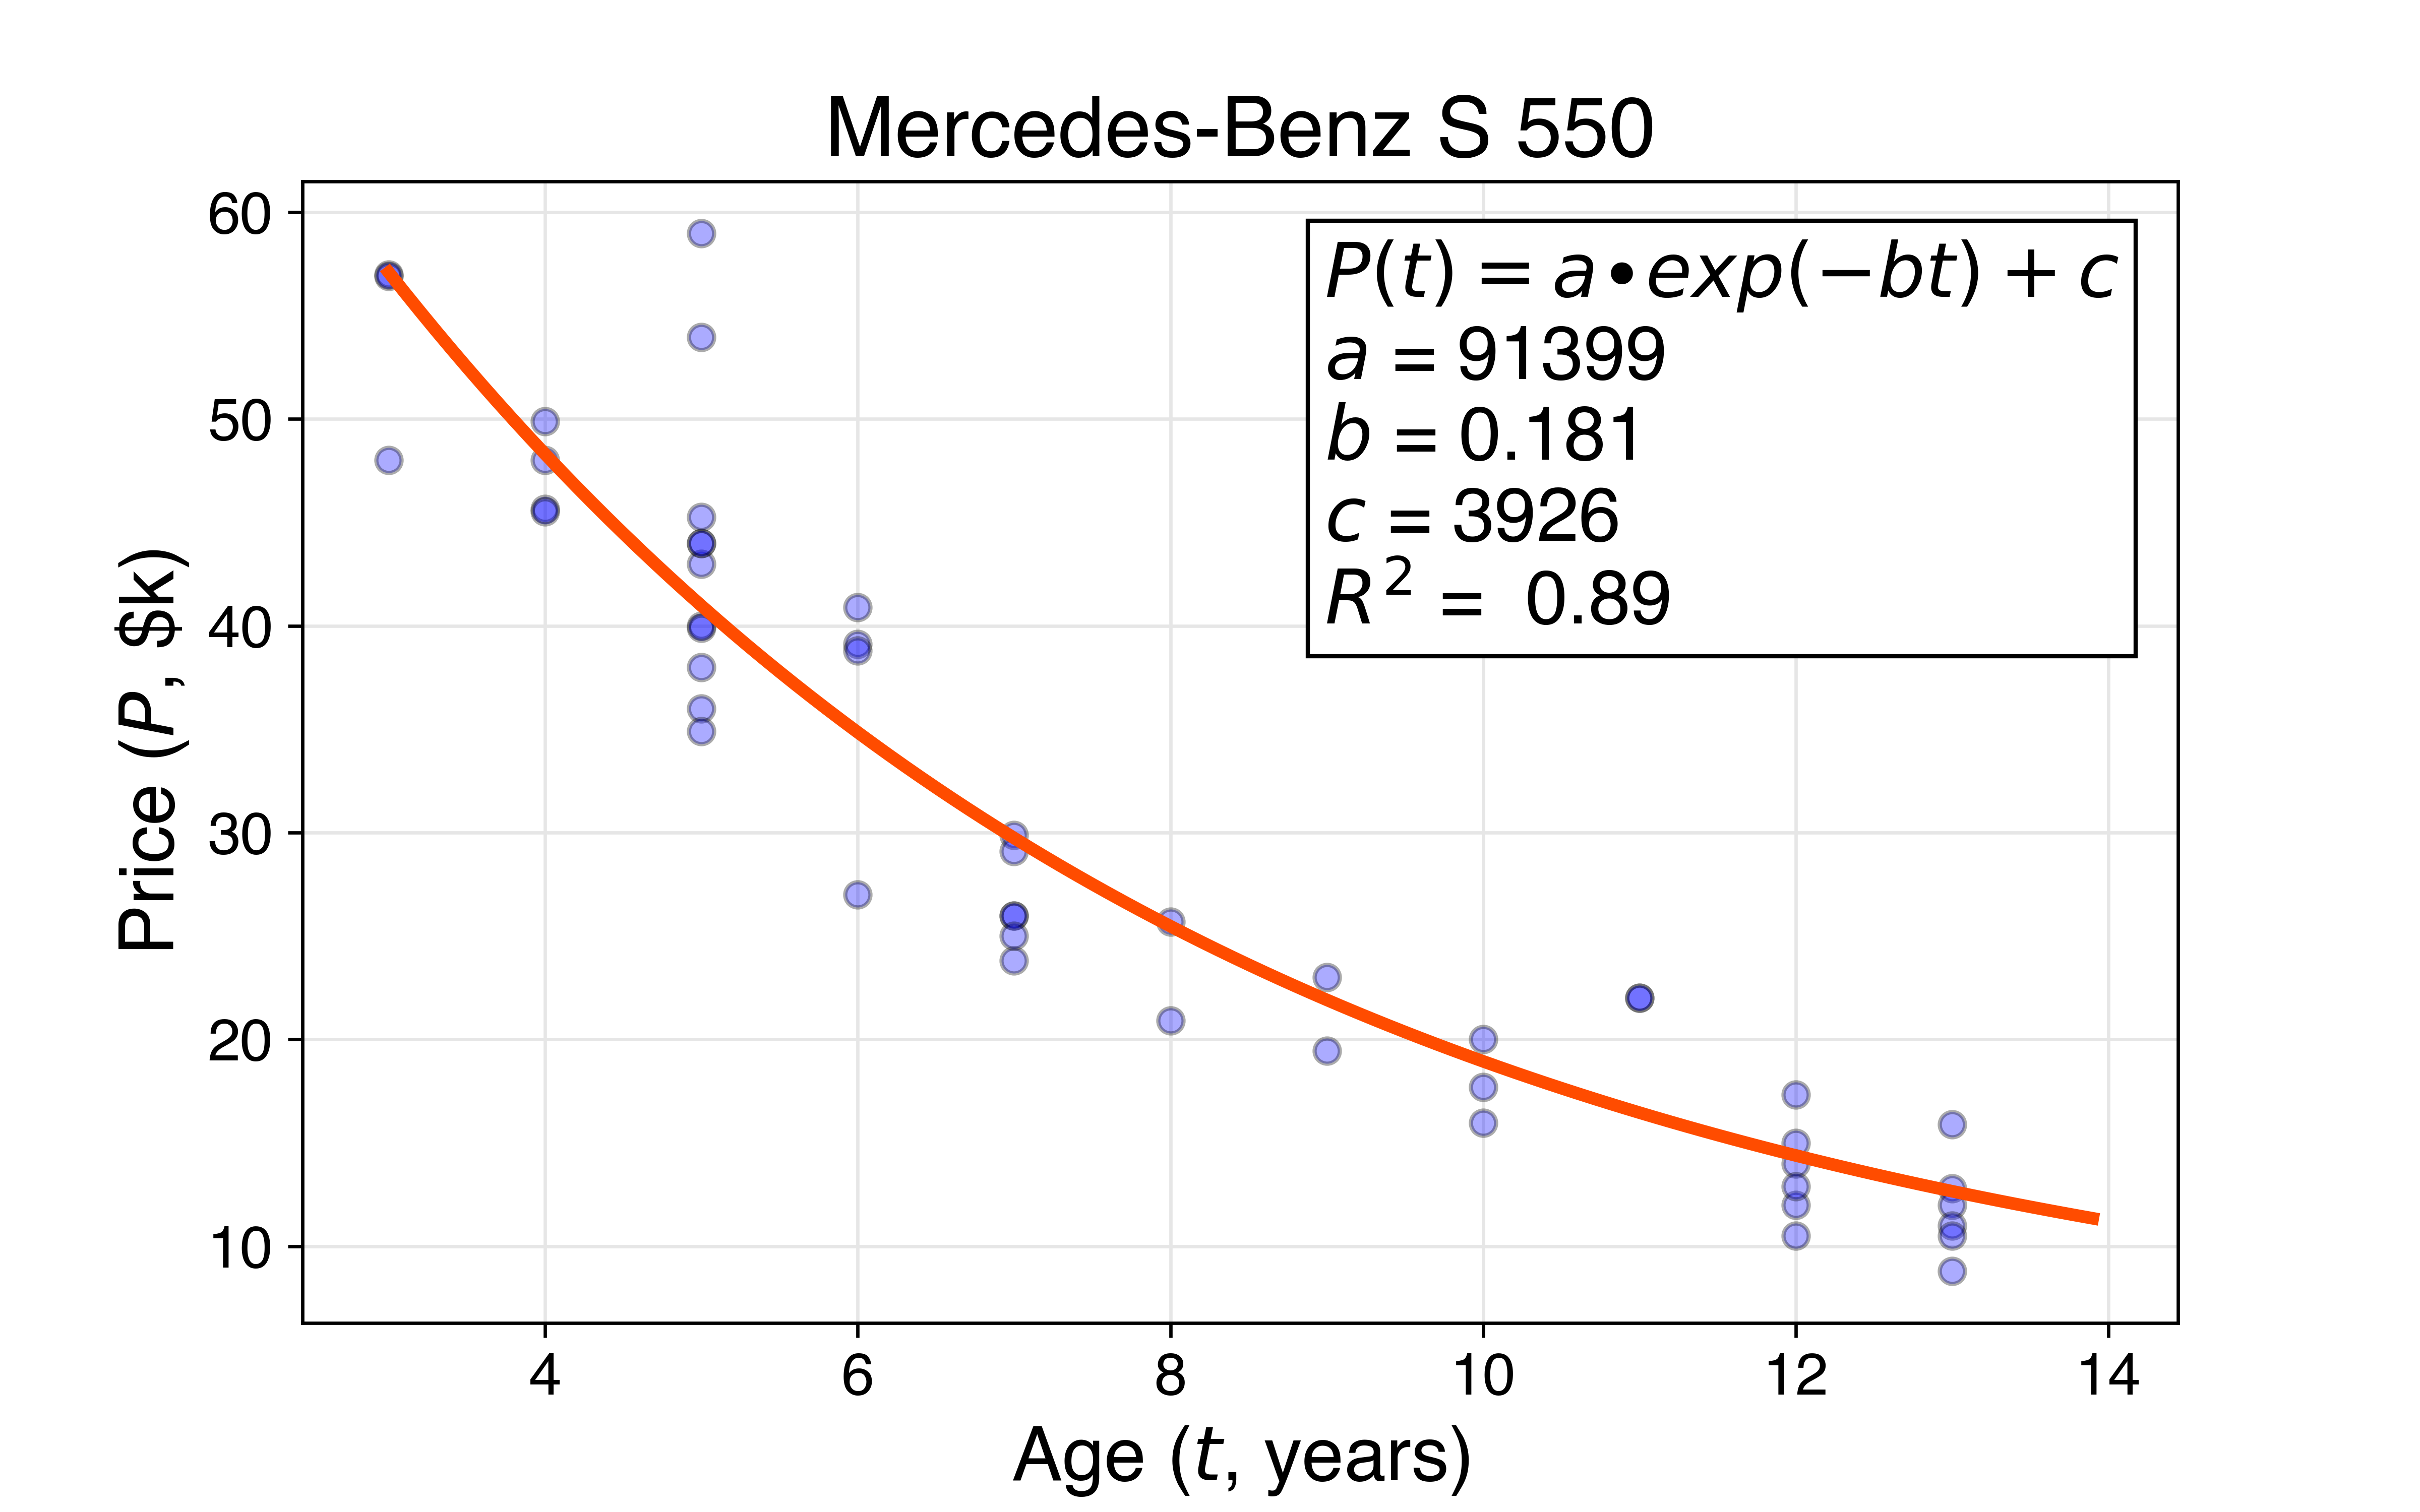 Mercedes-Benz S 550
60
50
40
30
20
10
Price (P, $k)
P(t) = a•exp(−bt) + c
a = 91399
b = 0.181
c = 3926
R² = 0.89
4 6 8 10 12 14
Age (t, years)